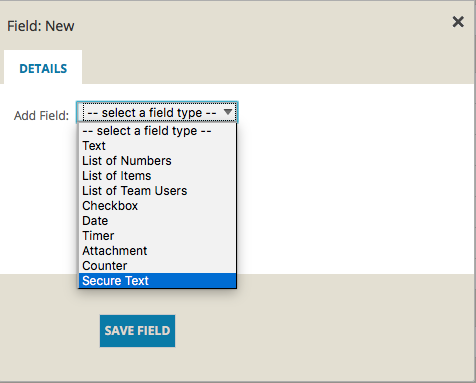 Field: New
DETAILS
Add Field: -- select a field type --
-- select a field type --
Text
List of Numbers
List of Items
List of Team Users
Checkbox
Date
Timer
Attachment
Counter
Secure Text
SAVE FIELD